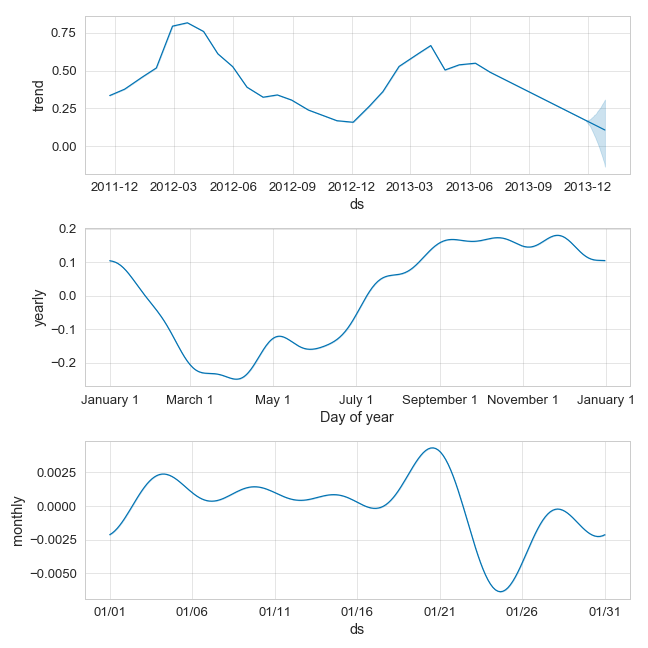 0.75
0.50
0.25
0.00
trend
2011-12 2012-03 2012-06 2012-09 2012-12 2013-03 2013-06 2013-09 2013-12
ds
0.2
0.1
0.0
−0.1
−0.2
yearly
January 1 March 1 May 1 July 1 September 1 November 1 January 1
Day of year
0.0025
0.0000
−0.0025
−0.0050
monthly
01/01 01/06 01/11 01/16 01/21 01/26 01/31
ds